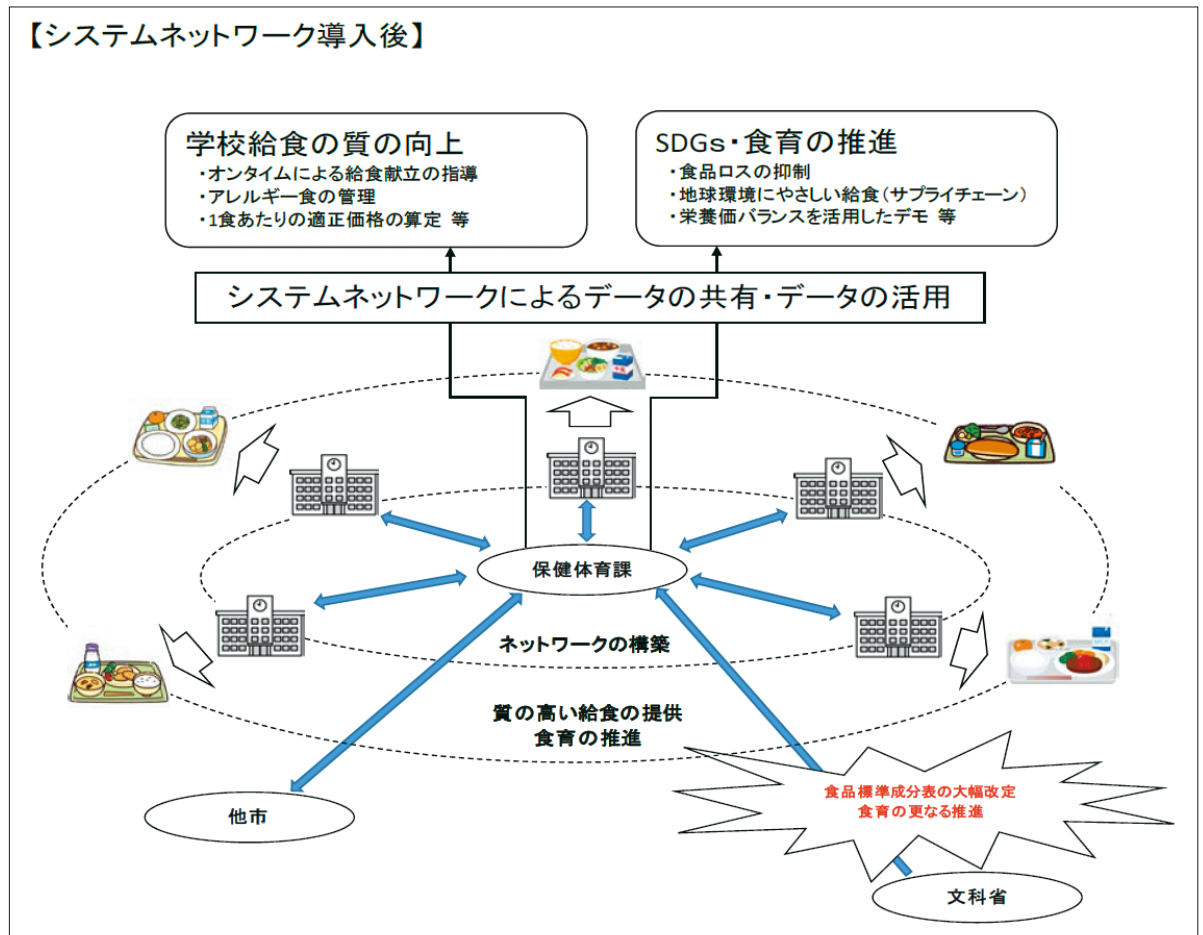 【システムネットワーク導入後】
学校給食の質の向上
・オンタイムによる給食献立の指導
・アレルギー食の管理
・1食あたりの適正価格の算定 等
SDGs・食育の推進
・食品ロスの抑制
・地球環境にやさしい給食(サプライチェーン)
・栄養価バランスを活用したデモ 等
システムネットワークによるデータの共有・データの活用
保健体育課
ネットワークの構築
質の高い給食の提供
食育の推進
他市
食品標準成分表の大幅改定
食育の更なる推進
文科省